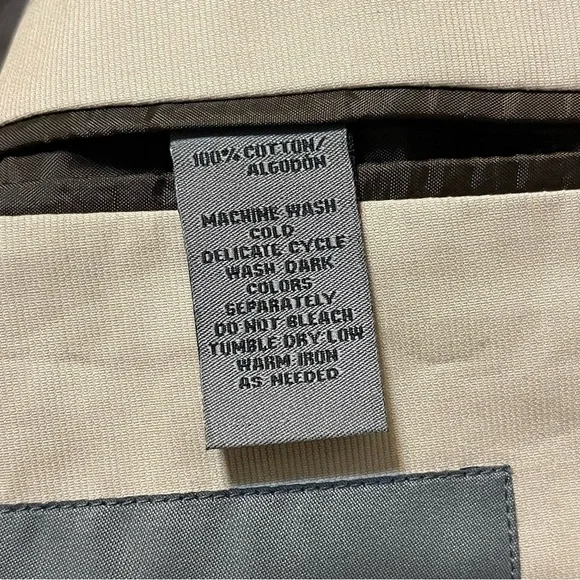 100% COTTON/
ALGODÓN
MACHINE WASH
COLD
DELICATE CYCLE
WASH DARK
COLORS
SEPARATELY
DO NOT BLEACH
TUMBLE DRY LOW
WARM IRON
AS NEEDED